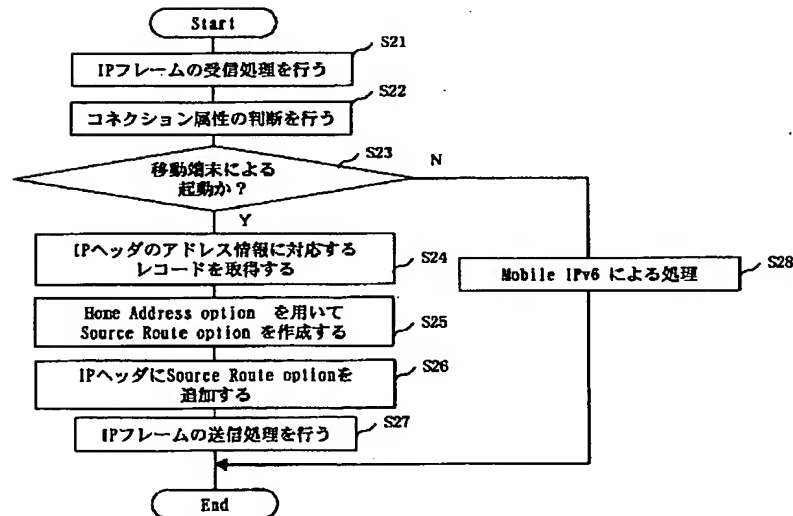 Start
S21
IPフレームの受信処理を行う
S22
コネクション属性の判断を行う
S23
移動端末による
起動か?
N
Y
IPヘッダのアドレス情報に対応する
レコードを取得する
S24
Mobile IPv6 による処理
S28
Home Address option を用いて
Source Route option を作成する
S25
IPヘッダにSource Route optionを
追加する
S26
IPフレームの送信処理を行う
S27
End